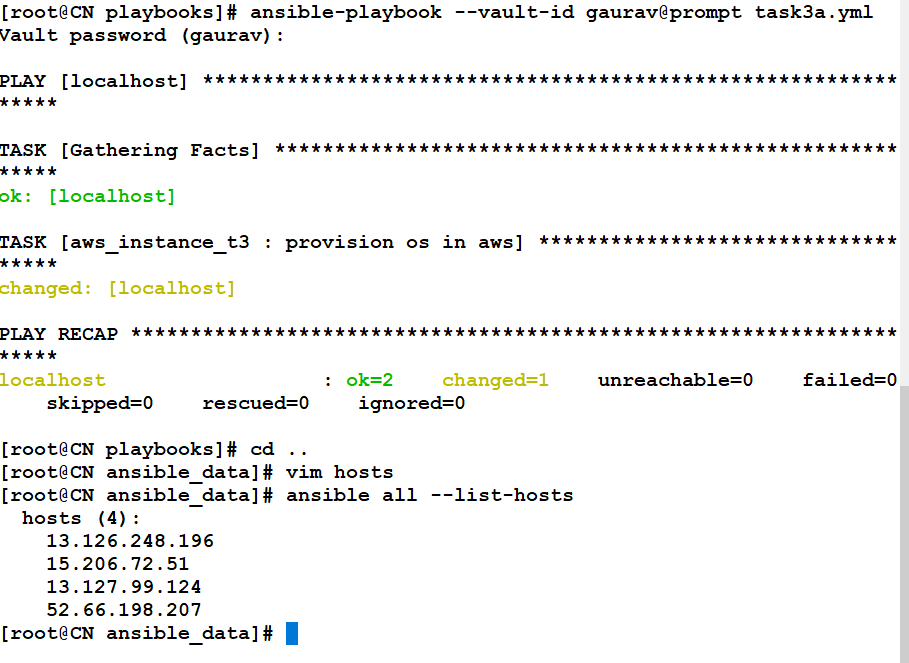 [root@CN playbooks]# ansible-playbook --vault-id gaurav@prompt task3a.yml
Vault password (gaurav):
PLAY [localhost] **********************************************************
*****
TASK [Gathering Facts] ****************************************************
*****
ok: [localhost]
TASK [aws_instance_t3 : provision os in aws] ******************************
*****
changed: [localhost]
PLAY RECAP ****************************************************************
*****
localhost                  : ok=2    changed=1    unreachable=0    failed=0
    skipped=0    rescued=0    ignored=0
[root@CN playbooks]# cd ..
[root@CN ansible_data]# vim hosts
[root@CN ansible_data]# ansible all --list-hosts
  hosts (4):
    13.126.248.196
    15.206.72.51
    13.127.99.124
    52.66.198.207
[root@CN ansible_data]#